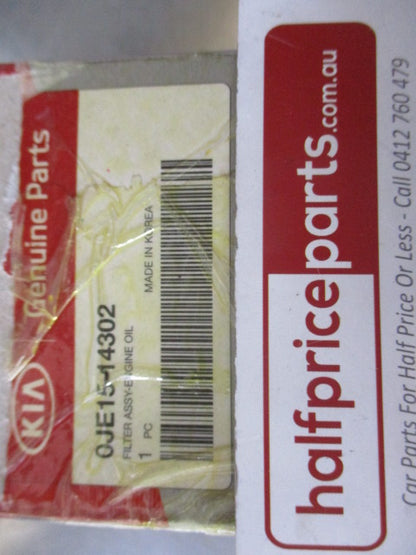 KIA Genuine Parts
0JE15-14302
FILTER ASSY-ENGINE OIL
1 PC MADE IN KOREA
halfpriceparts.com.au
Car Parts For Half Price Or Less - Call 0412 760 479